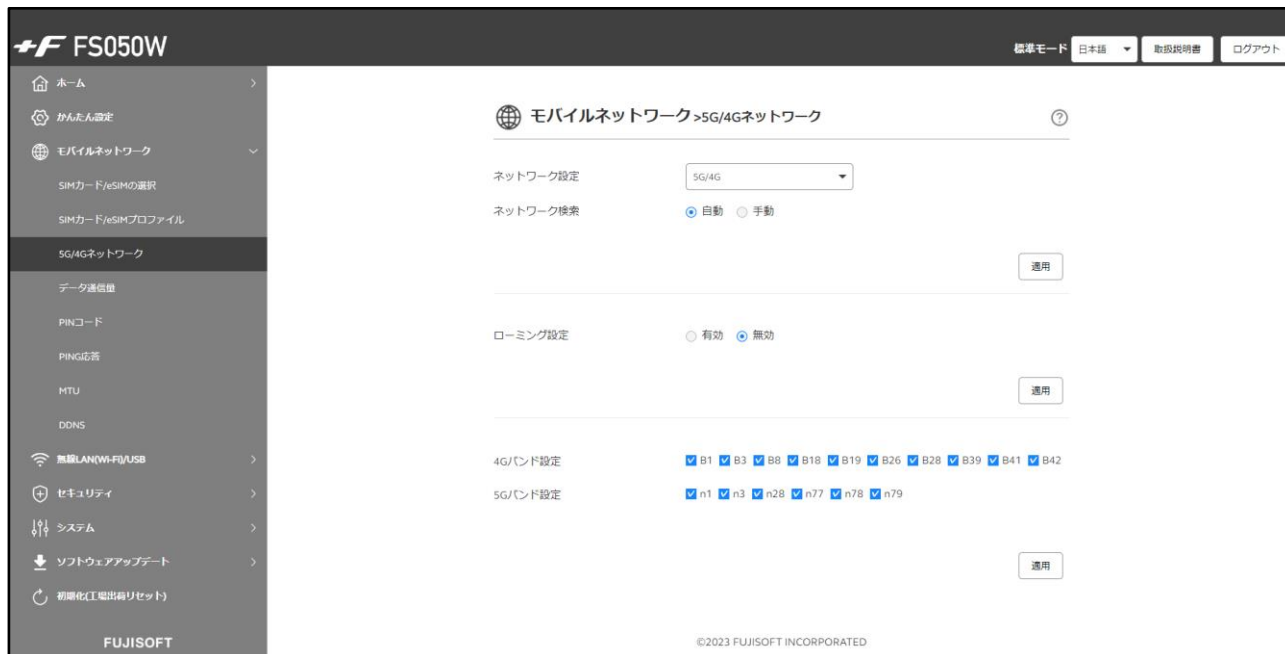 +F FS050W
標準モード 日本語 取扱説明書 ログアウト
ホーム
かんたん設定
モバイルネットワーク
SIMカード/eSIMの選択
SIMカード/eSIMプロファイル
5G/4Gネットワーク
データ通信量
PINコード
PING応答
MTU
DDNS
無線LAN(Wi-Fi)/USB
セキュリティ
システム
ソフトウェアアップデート
初期化(工場出荷リセット)
FUJISOFT
モバイルネットワーク>5G/4Gネットワーク ?
ネットワーク設定 5G/4G
ネットワーク検索 自動 手動
適用
ローミング設定 有効 無効
適用
4Gバンド設定 B1 B3 B8 B18 B19 B26 B28 B39 B41 B42
5Gバンド設定 n1 n3 n28 n77 n78 n79
適用
©2023 FUJISOFT INCORPORATED